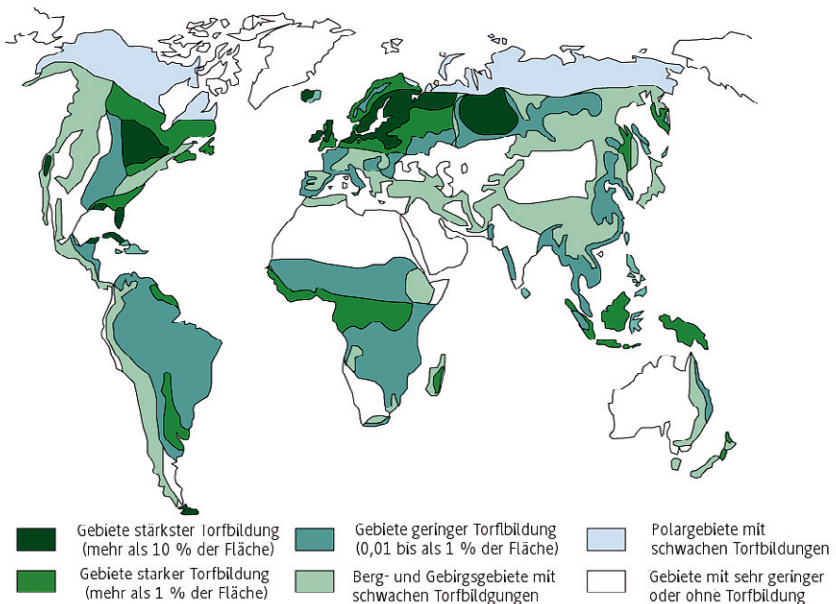 Gebiete stärkster Torfbildung
(mehr als 10 % der Fläche)
Gebiete starker Torfbildung
(mehr als 1 % der Fläche)
Gebiete geringer Torflbildung
(0,01 bis als 1 % der Fläche)
Berg- und Gebirgsgebiete mit
schwachen Torfbildgungen
Polargebiete mit
schwachen Torfbildungen
Gebiete mit sehr geringer
oder ohne Torfbildung